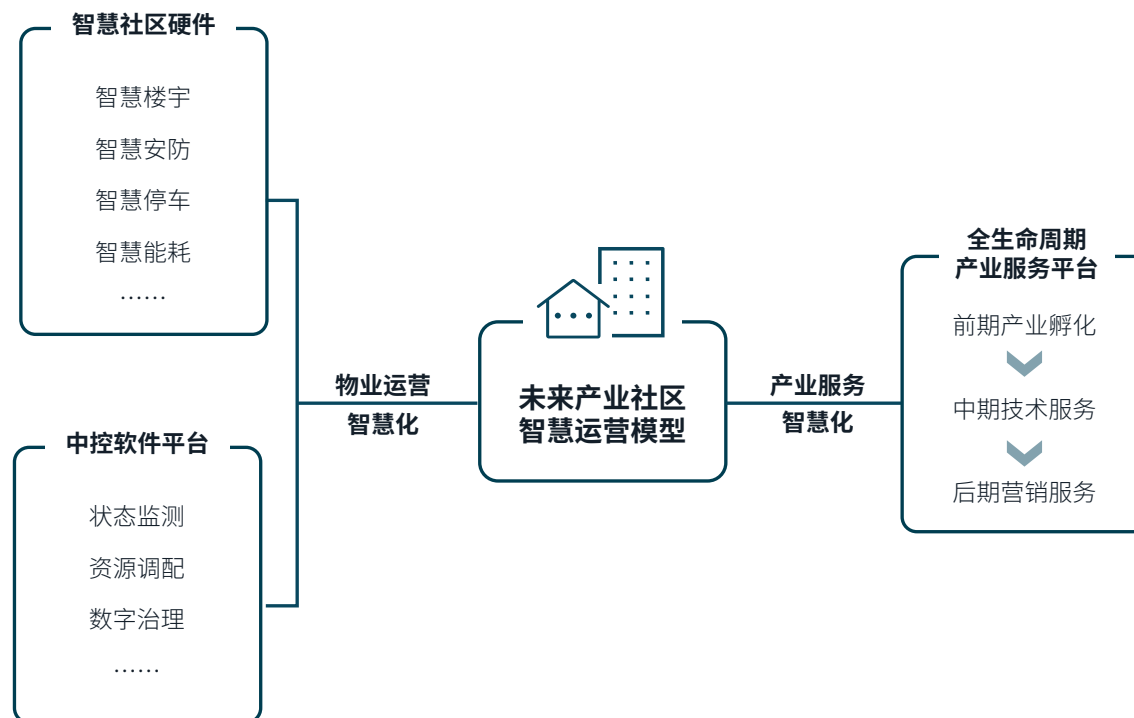 智慧社区硬件
智慧楼宇
智慧安防
智慧停车
智慧能耗
……
中控软件平台
状态监测
资源调配
数字治理
……
物业运营
智慧化
未来产业社区
智慧运营模型
产业服务
智慧化
全生命周期
产业服务平台
前期产业孵化
中期技术服务
后期营销服务